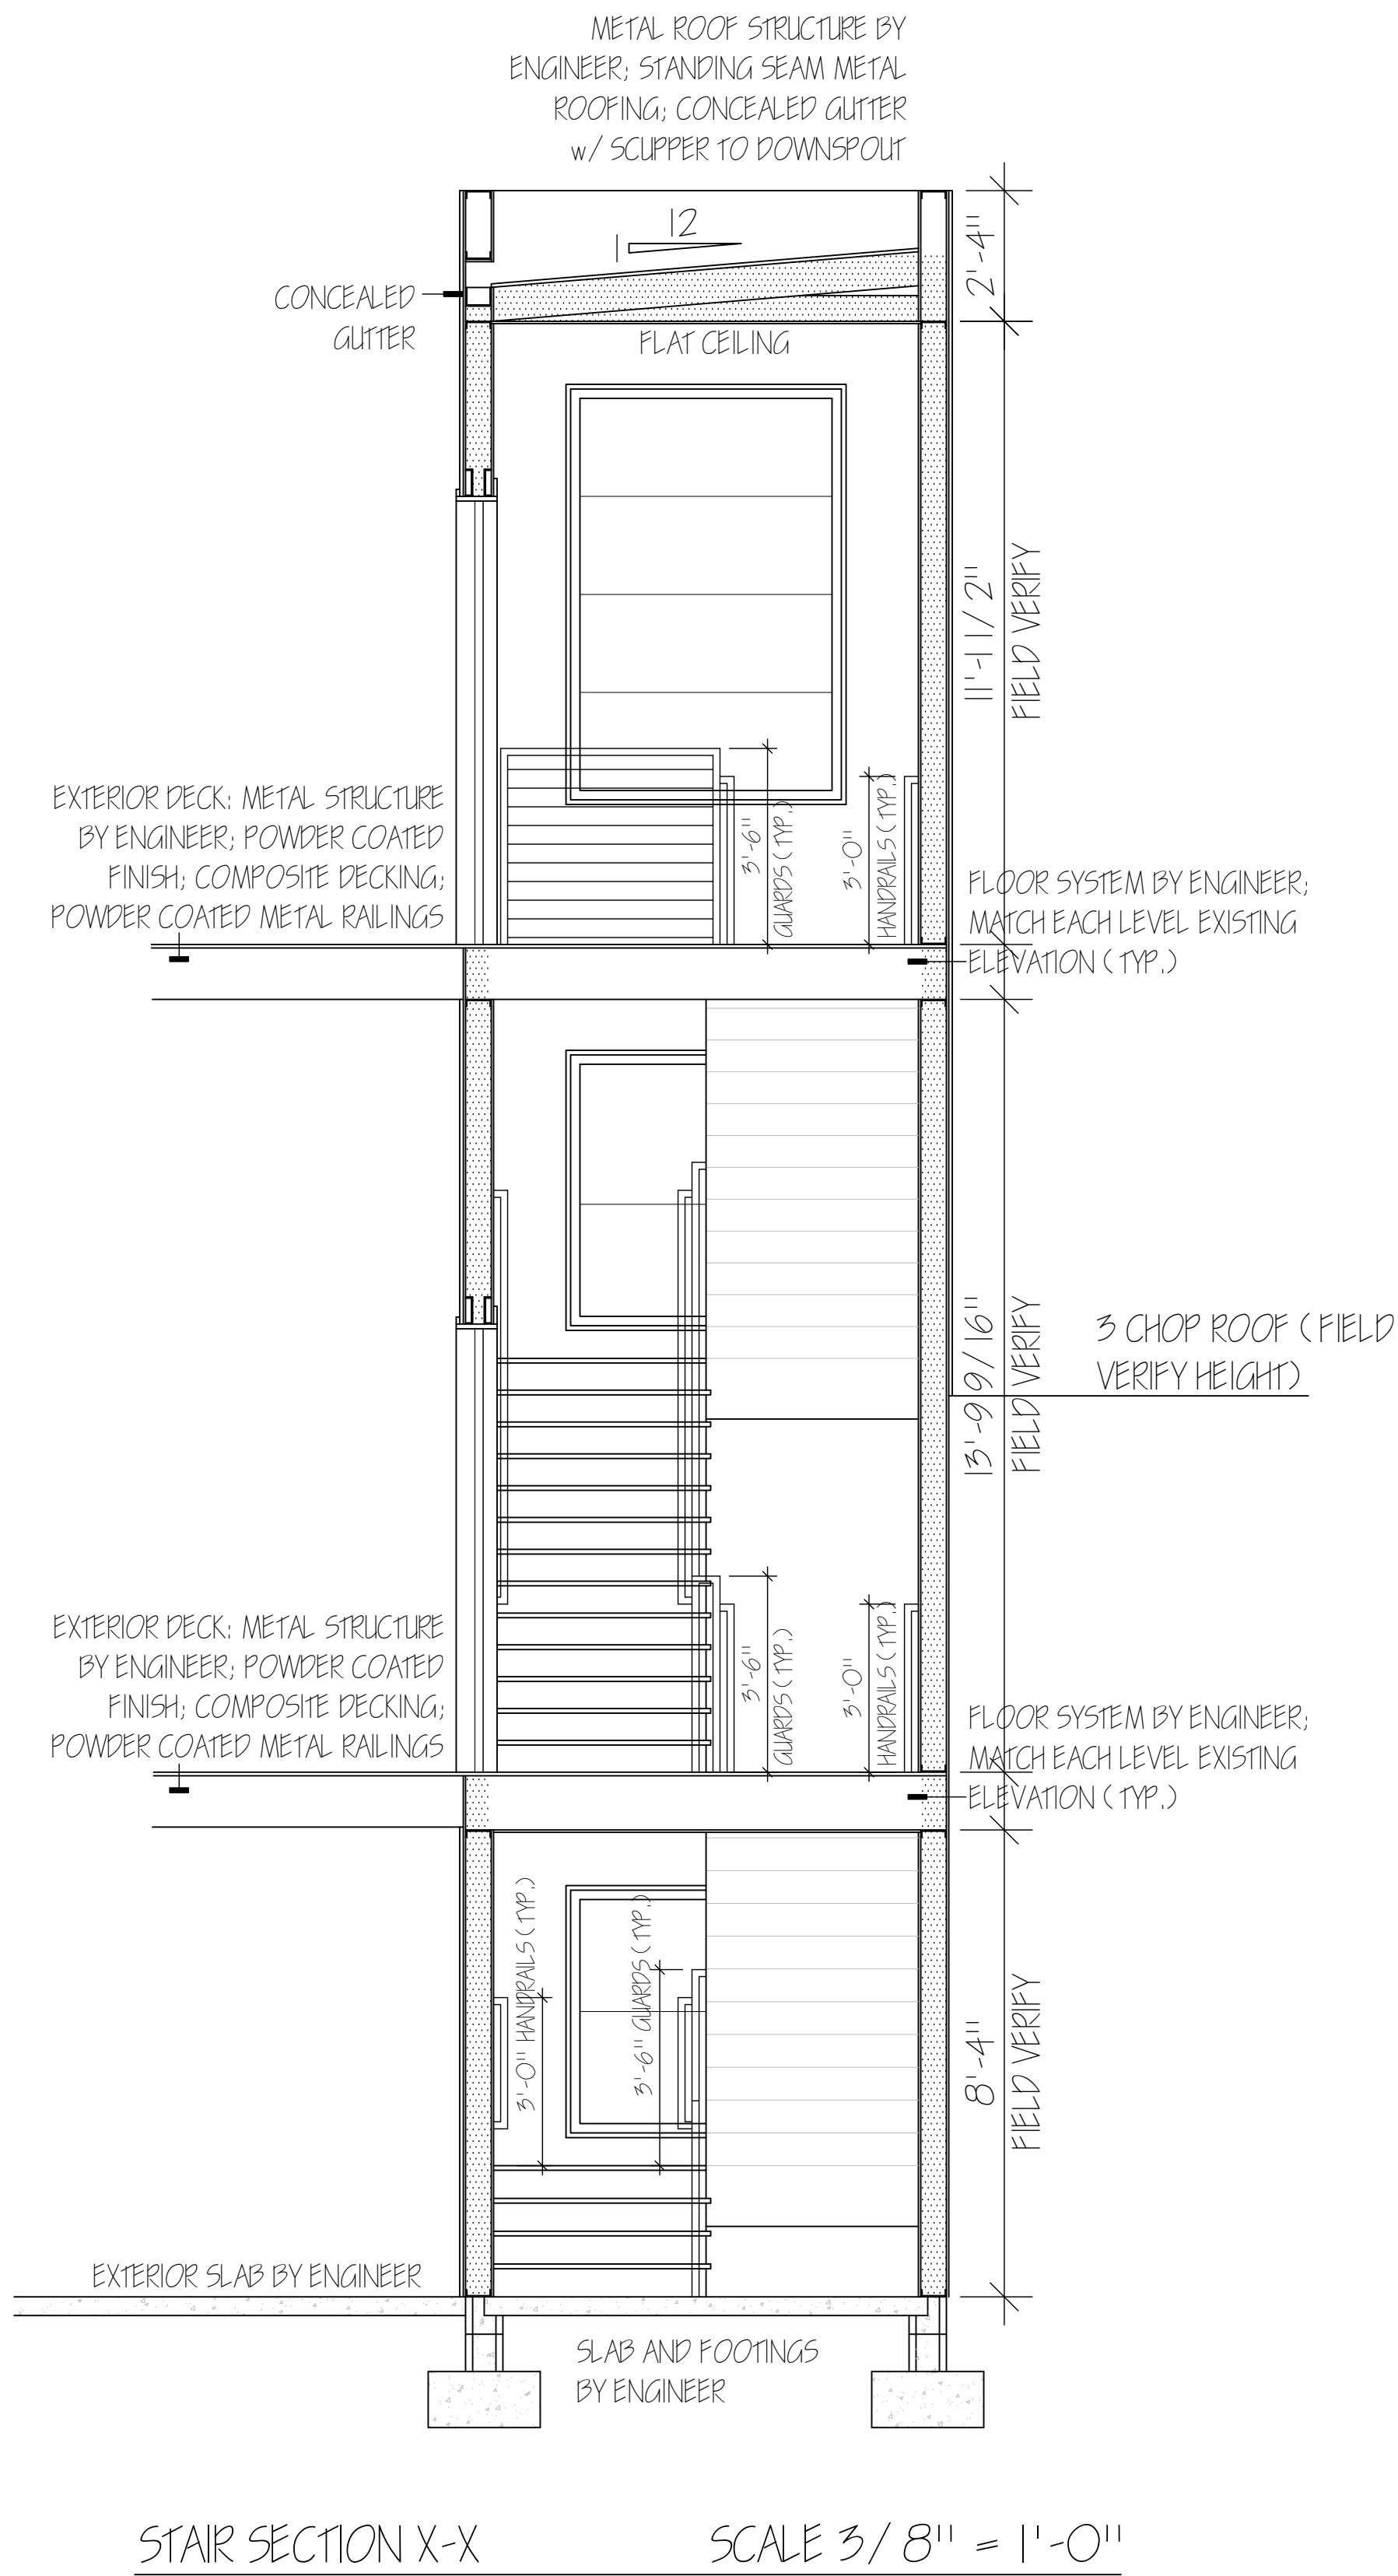 METAL ROOF STRUCTURE BY
ENGINEER; STANDING SEAM METAL
ROOFING; CONCEALED GUTTER
w/ SCUPPER TO DOWNSPOUT
12
1
2'-4"
CONCEALED
GUTTER
FLAT CEILING
11'-1 1/2"
FIELD VERIFY
EXTERIOR DECK: METAL STRUCTURE
BY ENGINEER; POWDER COATED
FINISH; COMPOSITE DECKING;
POWDER COATED METAL RAILINGS
3'-6"
GUARDS (TYP.)
3'-0"
HANDRAILS (TYP.)
FLOOR SYSTEM BY ENGINEER;
MATCH EACH LEVEL EXISTING
ELEVATION (TYP.)
13'-9 9/16"
FIELD VERIFY
3 CHOP ROOF (FIELD
VERIFY HEIGHT)
EXTERIOR DECK: METAL STRUCTURE
BY ENGINEER; POWDER COATED
FINISH; COMPOSITE DECKING;
POWDER COATED METAL RAILINGS
3'-6"
GUARDS (TYP.)
3'-0"
HANDRAILS (TYP.)
FLOOR SYSTEM BY ENGINEER;
MATCH EACH LEVEL EXISTING
ELEVATION (TYP.)
3'-0" HANDRAILS (TYP.)
3'-6" GUARDS (TYP.)
8'-4"
FIELD VERIFY
EXTERIOR SLAB BY ENGINEER
SLAB AND FOOTINGS
BY ENGINEER
STAIR SECTION X-X
SCALE 3/8" = 1'-0"